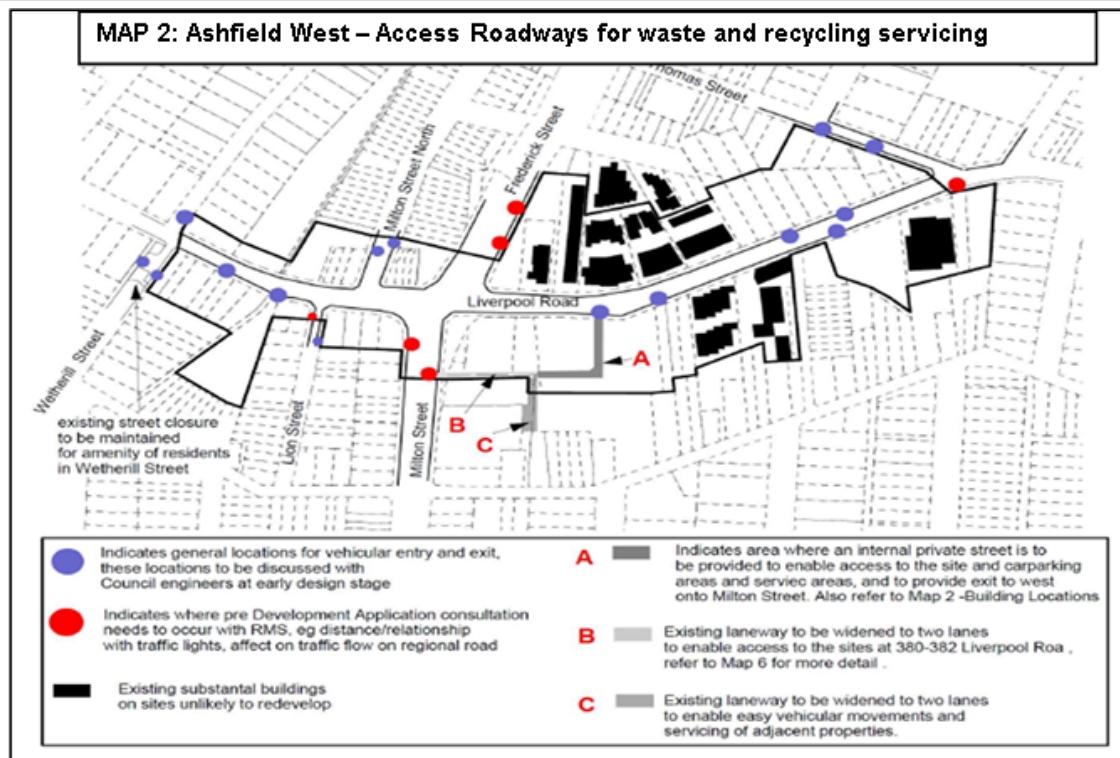 MAP 2: Ashfield West – Access Roadways for waste and recycling servicing
Thomas Street
Frederick Street
Milton Street North
Liverpool Road
A
Wetherill Street
existing street closure
to be maintained
for amenity of residents
in Wetherill Street
Lion Street
Milton Street
B
C
Indicates general locations for vehicular entry and exit,
these locations to be discussed with
Council engineers at early design stage
Indicates where pre Development Application consultation
needs to occur with RMS, eg distance/relationship
with traffic lights, affect on traffic flow on regional road
Existing substantal buildings
on sites unlikely to redevelop
A
Indicates area where an internal private street is to
be provided to enable access to the site and carparking
areas and serviec areas, and to provide exit to west
onto Milton Street. Also refer to Map 2 -Building Locations
B
Existing laneway to be widened to two lanes
to enable access to the sites at 380-382 Liverpool Roa ,
refer to Map 6 for more detail .
C
Existing laneway to be widened to two lanes
to enable easy vehicular movements and
servicing of adjacent properties.